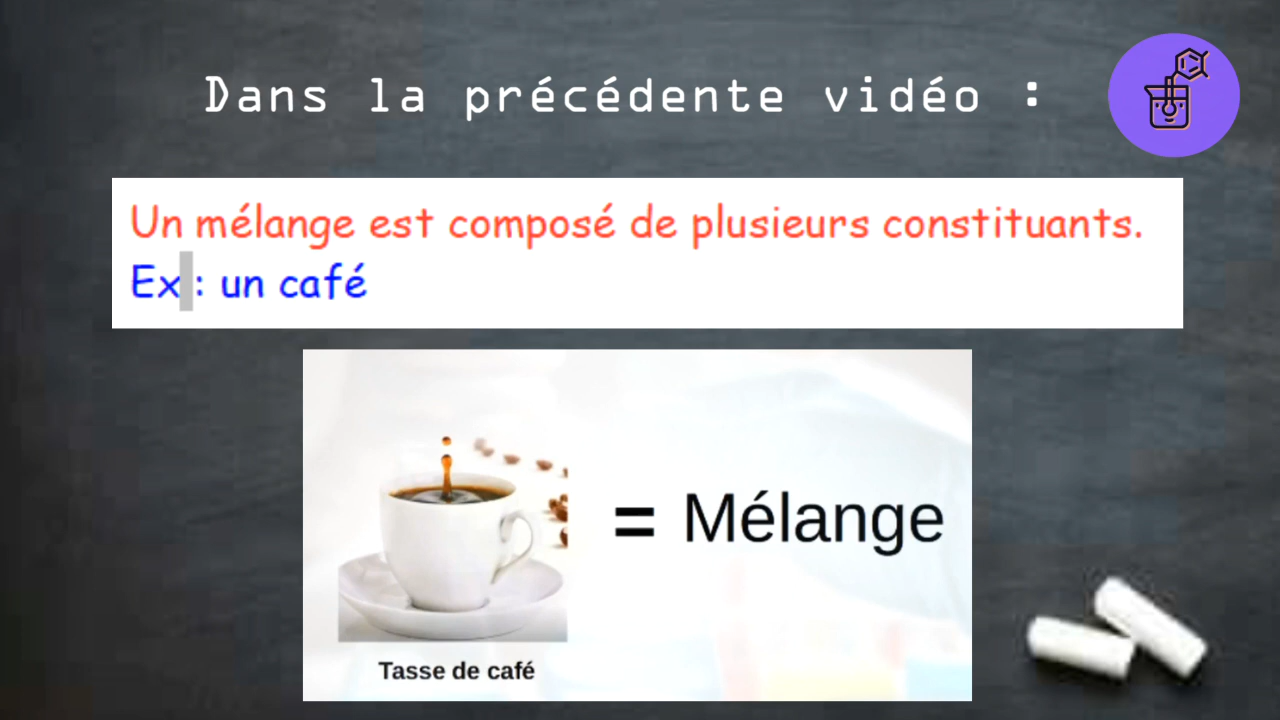 Dans la précédente vidéo :
Un mélange est composé de plusieurs constituants.
Ex : un café
= Mélange
Tasse de café